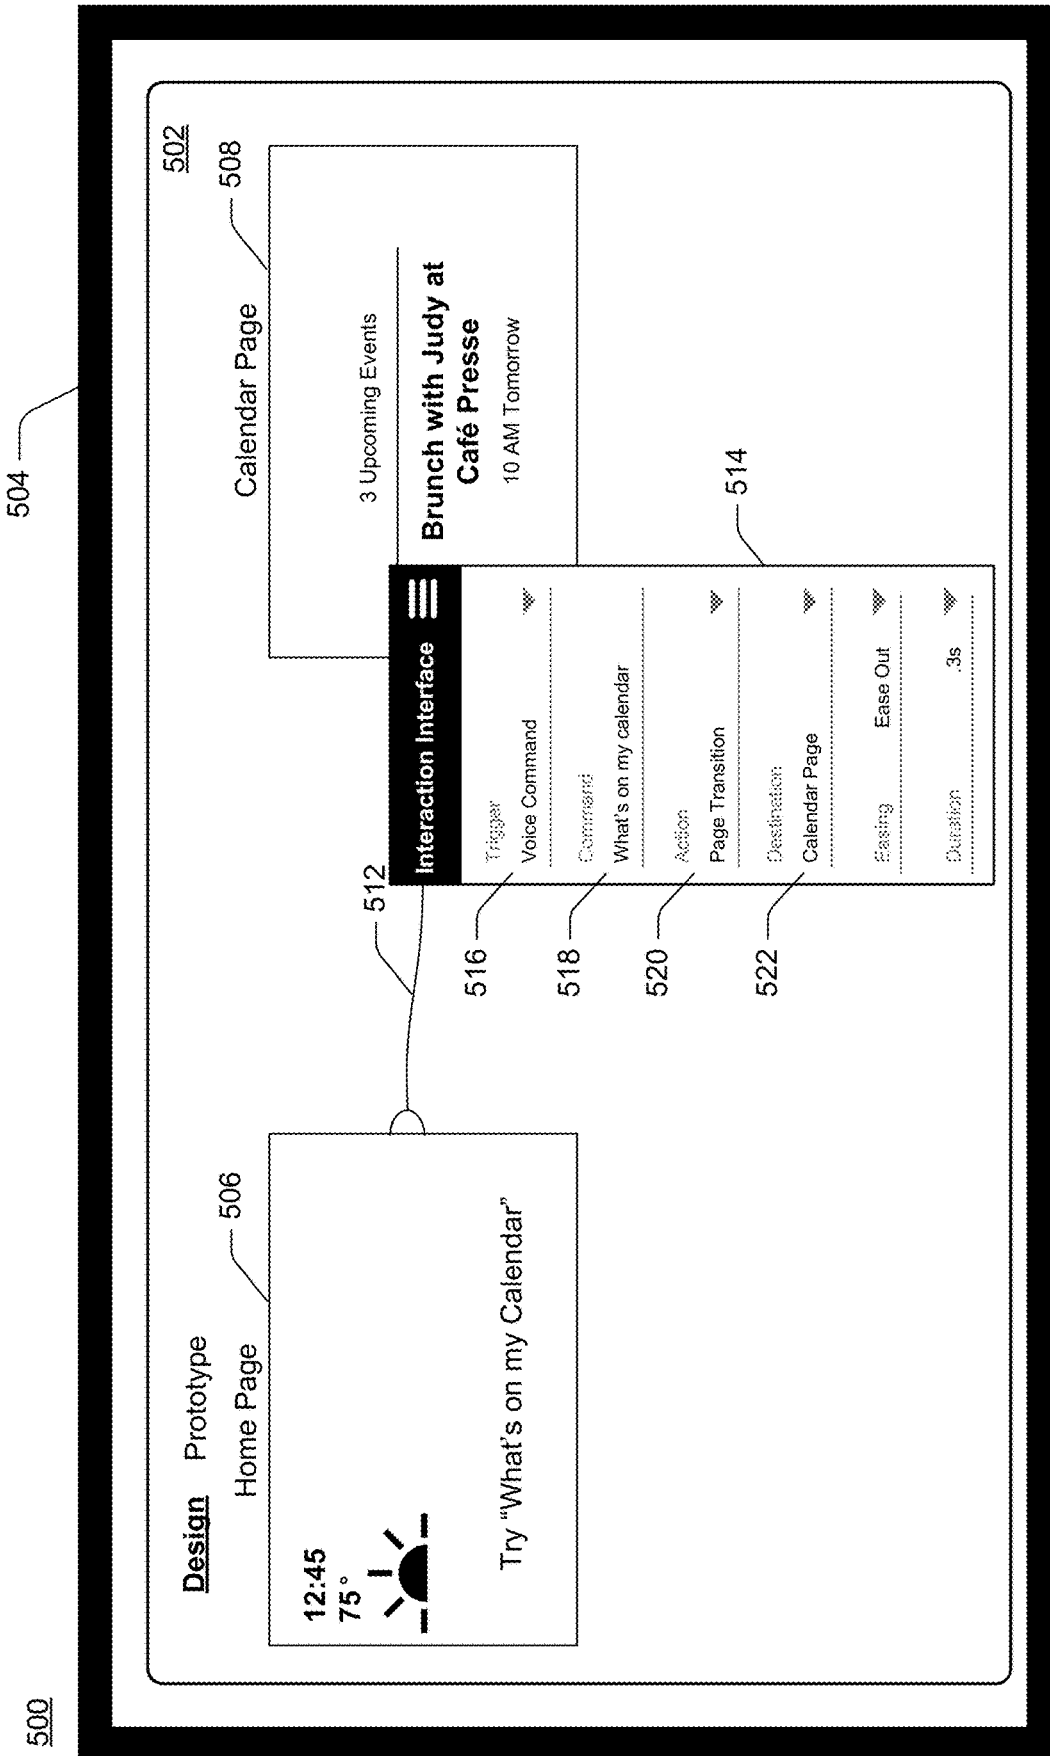 500
504
502
Design Prototype
Home Page
506
12:45
75°
Try “What’s on my Calendar”
Calendar Page
508
3 Upcoming Events
Brunch with Judy at
Café Presse
10 AM Tomorrow
512
Interaction Interface
514
516
Trigger
Voice Command
518
Command
What’s on my calendar
520
Action
Page Transition
522
Destination
Calendar Page
Easing Ease Out
Duration .3s